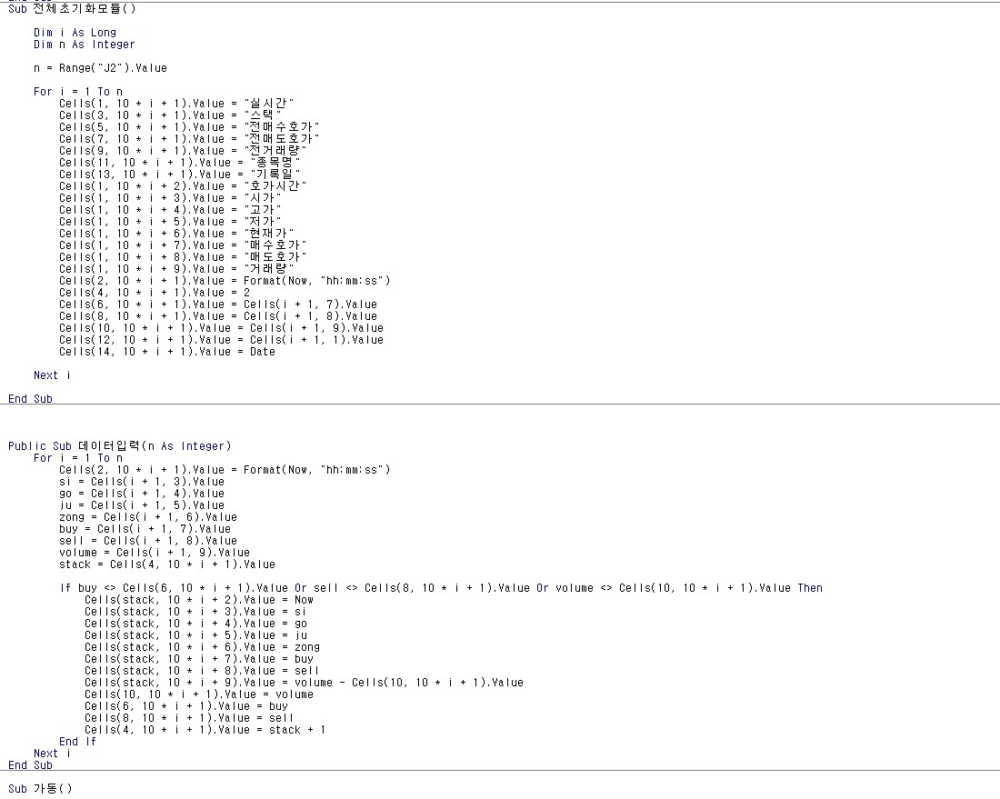 Sub 전체초기화모듈()
Dim i As Long
Dim n As Integer
n = Range("J2").Value
For i = 1 To n
Cells(1, 10 * i + 1).Value = "실시간"
Cells(3, 10 * i + 1).Value = "스택"
Cells(5, 10 * i + 1).Value = "전매수호가"
Cells(7, 10 * i + 1).Value = "전매도호가"
Cells(9, 10 * i + 1).Value = "전거래량"
Cells(11, 10 * i + 1).Value = "종목명"
Cells(13, 10 * i + 1).Value = "기록일"
Cells(1, 10 * i + 2).Value = "호가시간"
Cells(1, 10 * i + 3).Value = "시가"
Cells(1, 10 * i + 4).Value = "고가"
Cells(1, 10 * i + 5).Value = "저가"
Cells(1, 10 * i + 6).Value = "현재가"
Cells(1, 10 * i + 7).Value = "매수호가"
Cells(1, 10 * i + 8).Value = "매도호가"
Cells(1, 10 * i + 9).Value = "거래량"
Cells(2, 10 * i + 1).Value = Format(Now, "hh:mm:ss")
Cells(4, 10 * i + 1).Value = 2
Cells(6, 10 * i + 1).Value = Cells(i + 1, 7).Value
Cells(8, 10 * i + 1).Value = Cells(i + 1, 8).Value
Cells(10, 10 * i + 1).Value = Cells(i + 1, 9).Value
Cells(12, 10 * i + 1).Value = Cells(i + 1, 1).Value
Cells(14, 10 * i + 1).Value = Date
Next i
End Sub
Public Sub 데이터입력(n As Integer)
For i = 1 To n
Cells(2, 10 * i + 1).Value = Format(Now, "hh:mm:ss")
si = Cells(i + 1, 3).Value
go = Cells(i + 1, 4).Value
ju = Cells(i + 1, 5).Value
zong = Cells(i + 1, 6).Value
buy = Cells(i + 1, 7).Value
sell = Cells(i + 1, 8).Value
volume = Cells(i + 1, 9).Value
stack = Cells(4, 10 * i + 1).Value
If buy <> Cells(6, 10 * i + 1).Value Or sell <> Cells(8, 10 * i + 1).Value Or volume <> Cells(10, 10 * i + 1).Value Then
Cells(stack, 10 * i + 2).Value = Now
Cells(stack, 10 * i + 3).Value = si
Cells(stack, 10 * i + 4).Value = go
Cells(stack, 10 * i + 5).Value = ju
Cells(stack, 10 * i + 6).Value = zong
Cells(stack, 10 * i + 7).Value = buy
Cells(stack, 10 * i + 8).Value = sell
Cells(stack, 10 * i + 9).Value = volume - Cells(10, 10 * i + 1).Value
Cells(10, 10 * i + 1).Value = volume
Cells(6, 10 * i + 1).Value = buy
Cells(8, 10 * i + 1).Value = sell
Cells(4, 10 * i + 1).Value = stack + 1
End If
Next i
End Sub
Sub 가동()